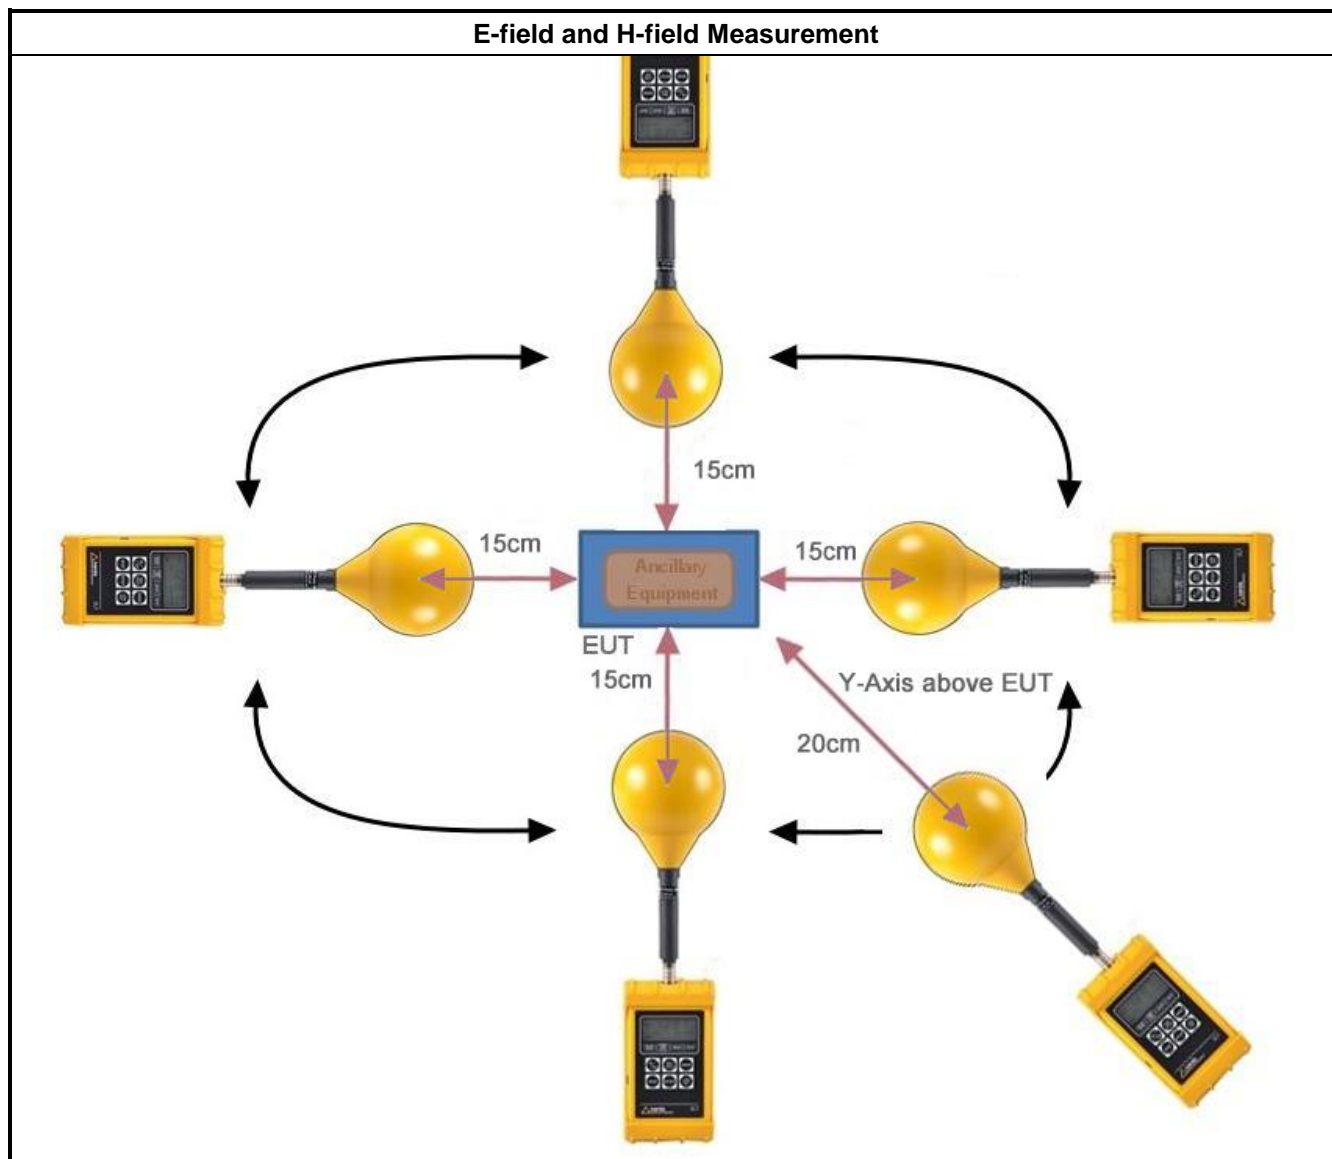 E-field and H-field Measurement
15cm
15cm
15cm
Ancillary
Equipment
EUT
15cm
Y-Axis above EUT
20cm